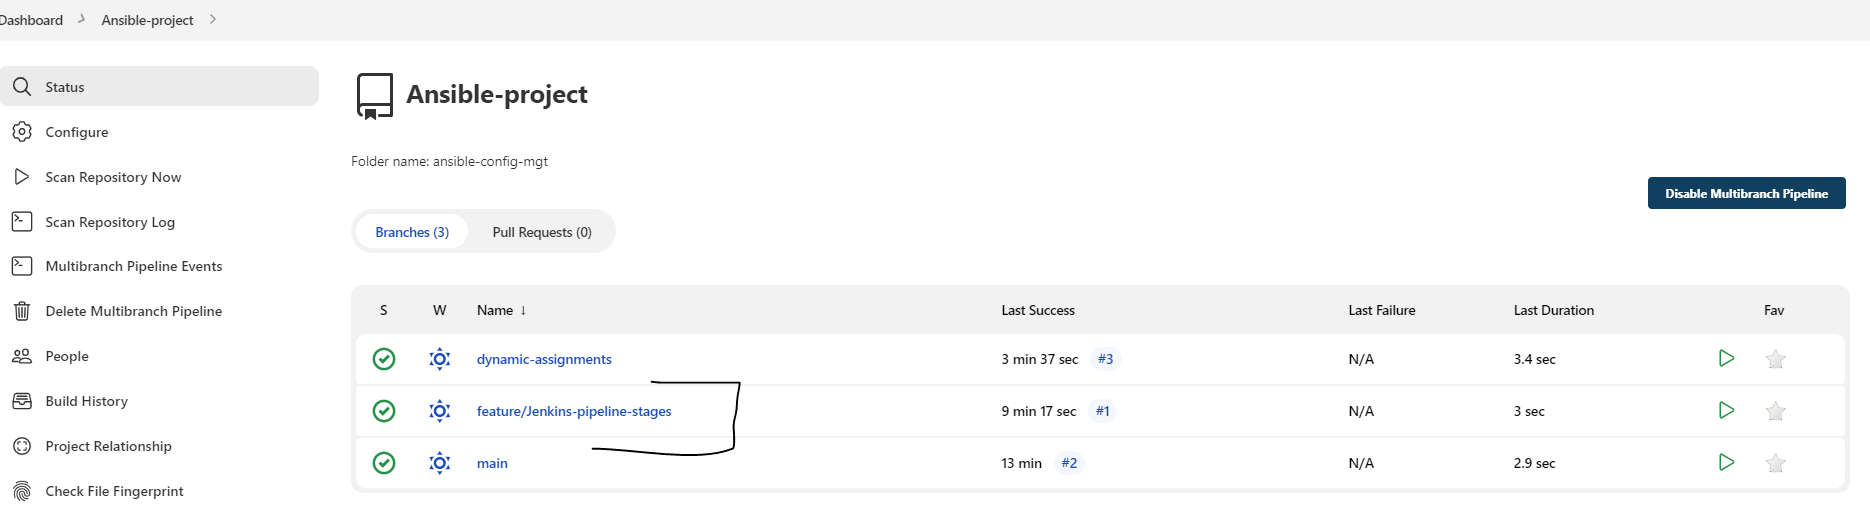 Dashboard > Ansible-project >
Status
Configure
Scan Repository Now
Scan Repository Log
Multibranch Pipeline Events
Delete Multibranch Pipeline
People
Build History
Project Relationship
Check File Fingerprint
Ansible-project
Folder name: ansible-config-mgt
Disable Multibranch Pipeline
Branches (3) Pull Requests (0)
S W Name ↓ Last Success Last Failure Last Duration Fav
dynamic-assignments 3 min 37 sec #3 N/A 3.4 sec
feature/Jenkins-pipeline-stages 9 min 17 sec #1 N/A 3 sec
main 13 min #2 N/A 2.9 sec